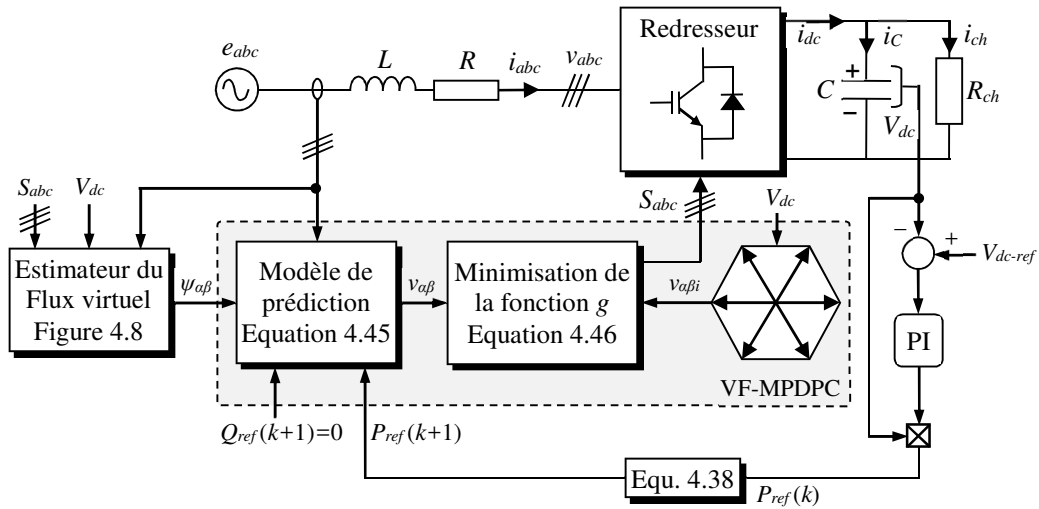 e_abc
L
R
i_abc
v_abc
Redresseur
i_dc
i_C
i_ch
+
C
−
V_dc
R_ch
S_abc
V_dc
S_abc
V_dc
−
+
V_dc-ref
Estimateur du
Flux virtuel
Figure 4.8
ψ_αβ
Modèle de
prédiction
Equation 4.45
v_αβ
Minimisation de
la fonction g
Equation 4.46
v_αβi
PI
VF-MPDPC
Q_ref(k+1)=0
P_ref(k+1)
Equ. 4.38
P_ref(k)